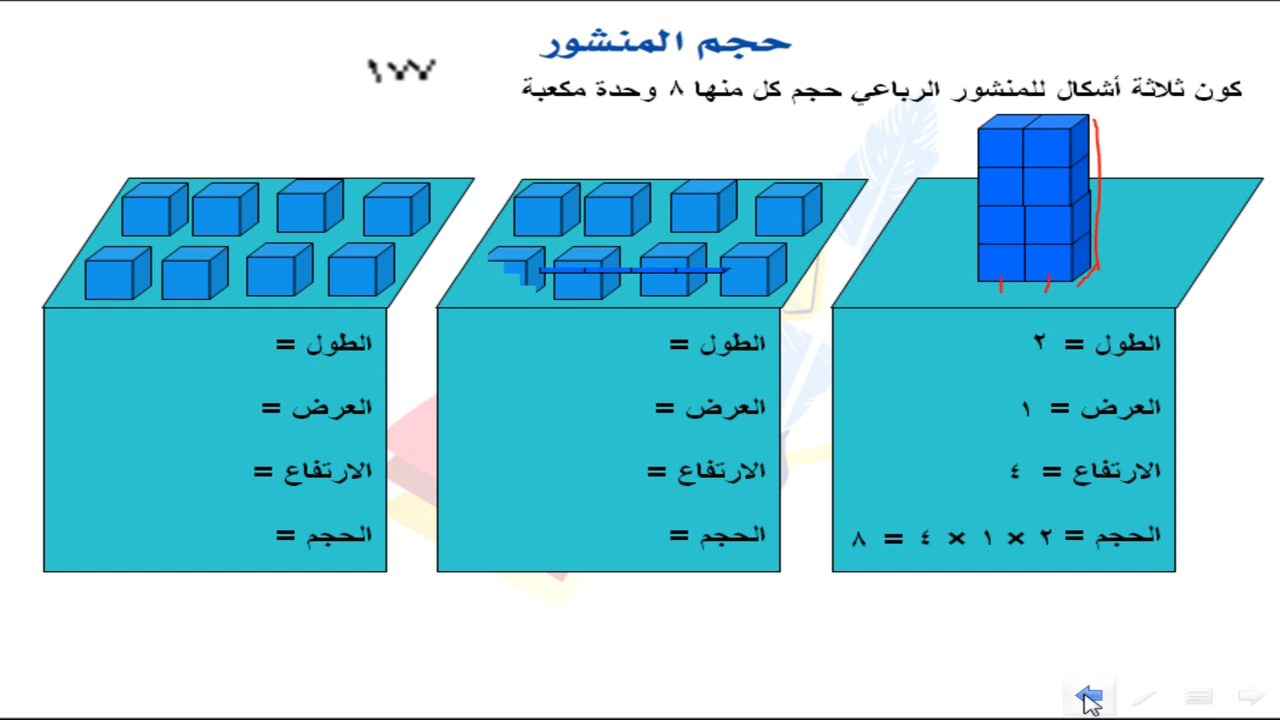 حجم المنشور
١٧٧
كون ثلاثة أشكال للمنشور الرباعي حجم كل منها ٨ وحدة مكعبة
الطول = ٢
العرض = ١
الارتفاع = ٤
الحجم = ٢ × ١ × ٤ = ٨
الطول =
العرض =
الارتفاع =
الحجم =
الطول =
العرض =
الارتفاع =
الحجم =